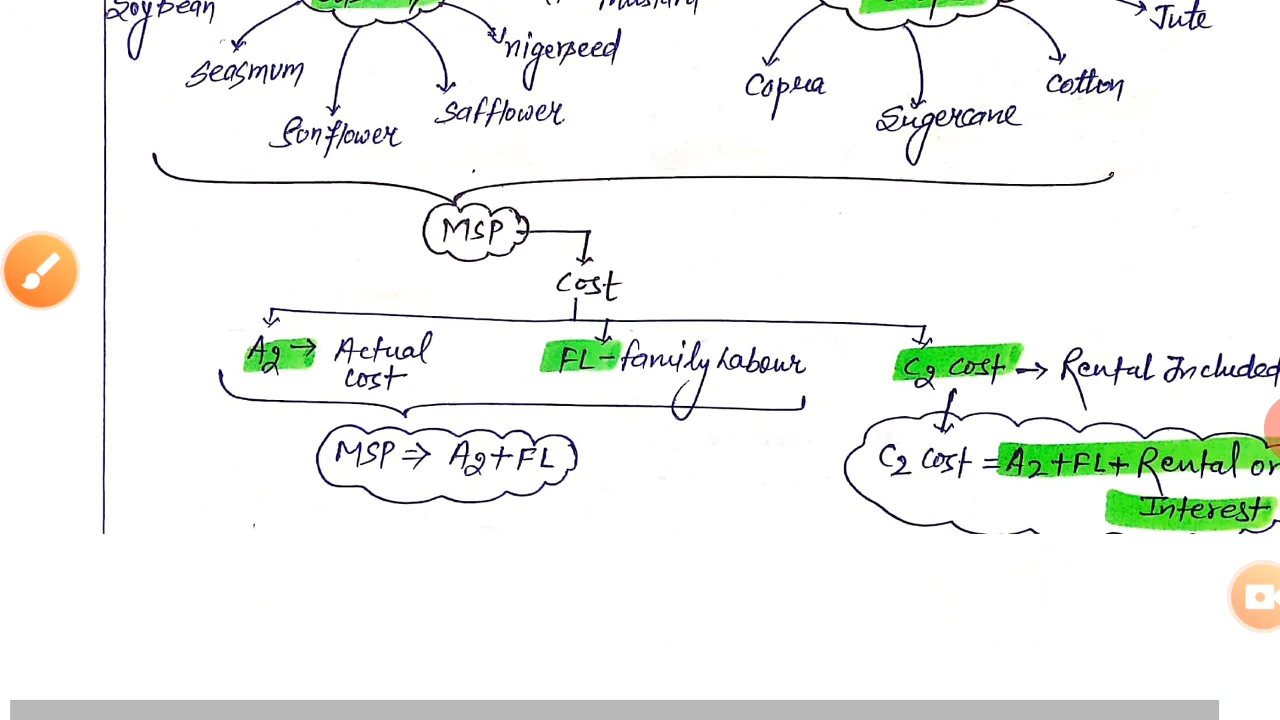 Soybean
mustard
Jute
Seasmum
nigerseed
Sunflower
Safflower
Copra
Sugercane
Cotton
MSP
Cost
A2 → Actual
cost
FL - family Labour
C2 cost → Rental Included
MSP ⇒ A2+FL
C2 cost = A2+FL+ Rental or
Interest